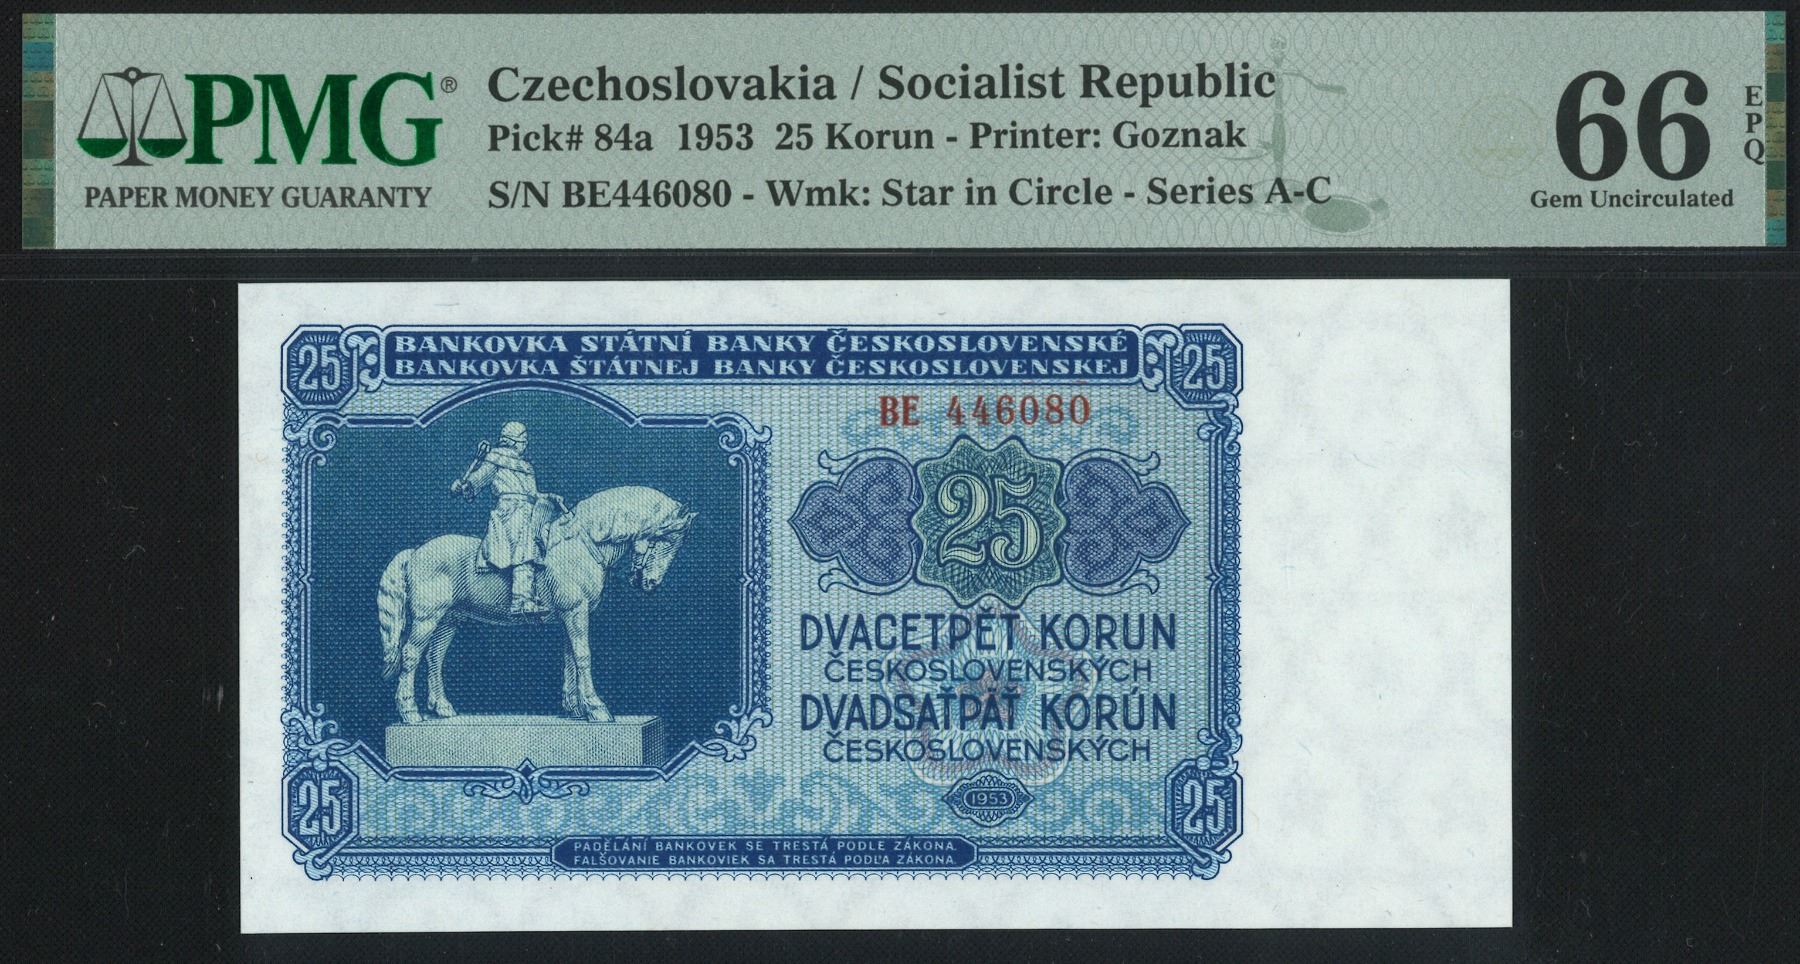 PMG®
PAPER MONEY GUARANTY
Czechoslovakia / Socialist Republic
Pick# 84a 1953 25 Korun - Printer: Goznak
S/N BE446080 - Wmk: Star in Circle - Series A-C
66
EPQ
Gem Uncirculated
25
BANKOVKA STÁTNÍ BANKY ČESKOSLOVENSKÉ
BANKOVKA ŠTÁTNEJ BANKY ČESKOSLOVENSKEJ
25
BE 446080
25
DVACETPĚT KORUN
ČESKOSLOVENSKÝCH
DVADSAŤPÄŤ KORÚN
ČESKOSLOVENSKÝCH
1953
25
25
PADĚLÁNÍ BANKOVEK SE TRESTÁ PODLE ZÁKONA.
FALŠOVANIE BANKOVIEK SA TRESTÁ PODĽA ZÁKONA.